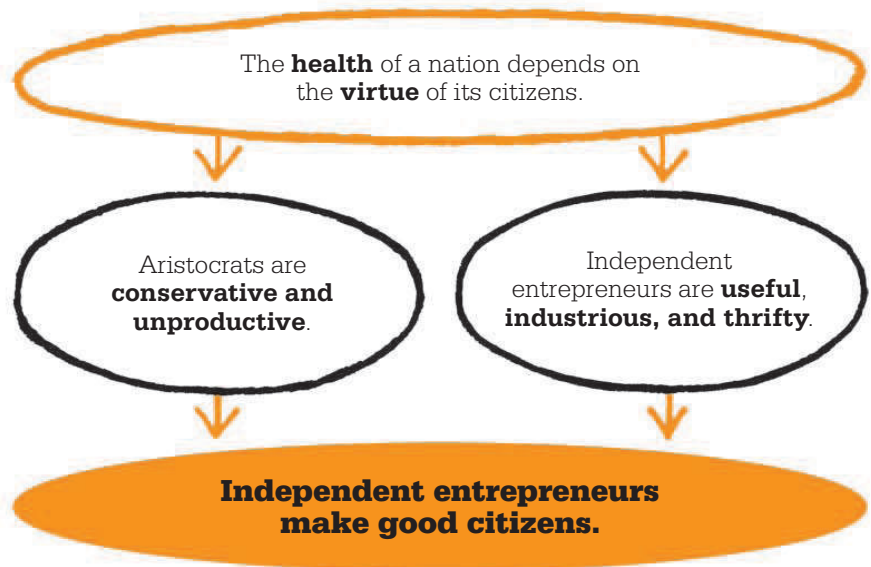 The health of a nation depends on
the virtue of its citizens.
Aristocrats are
conservative and
unproductive.
Independent
entrepreneurs are useful,
industrious, and thrifty.
Independent entrepreneurs
make good citizens.